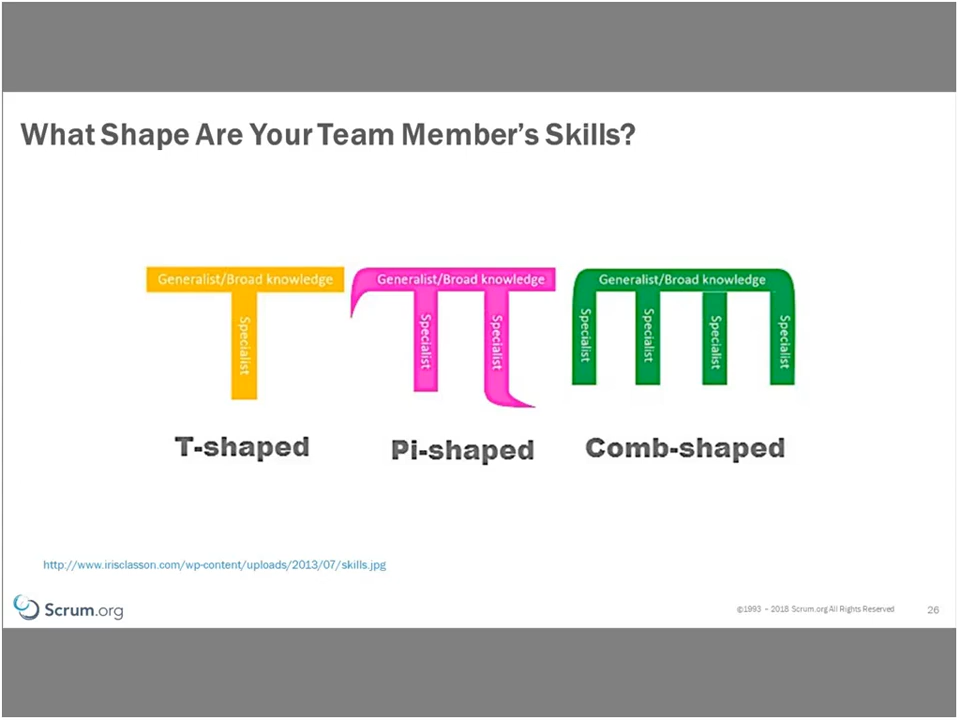 What Shape Are Your Team Member's Skills?
Generalist/Broad knowledge
Specialist
Generalist/Broad knowledge
Specialist
Specialist
Generalist/Broad knowledge
Specialist
Specialist
Specialist
Specialist
T-shaped
Pi-shaped
Comb-shaped
http://www.irisclasson.com/wp-content/uploads/2013/07/skills.jpg
Scrum.org
©1993 – 2018 Scrum.org All Rights Reserved
26